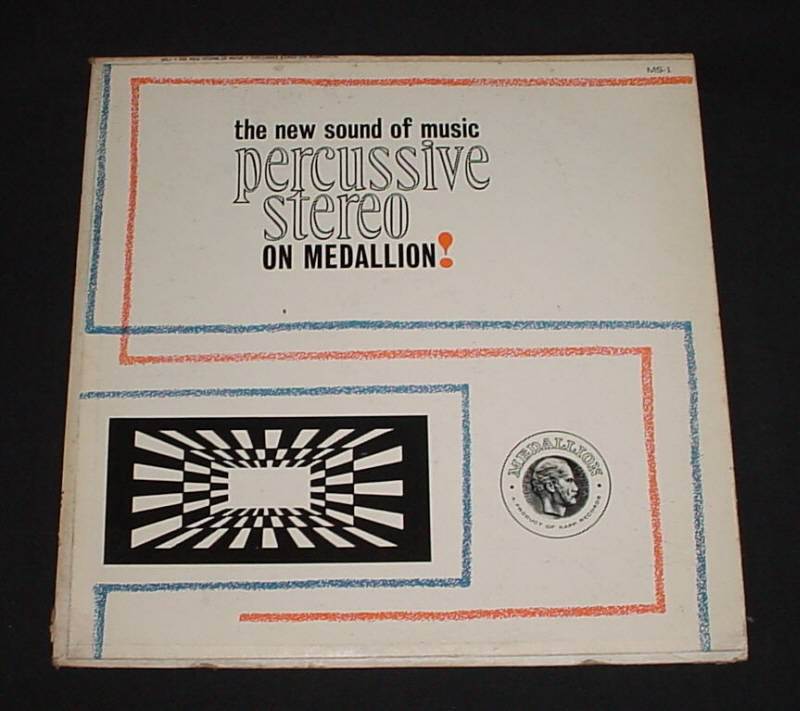 MS-1
the new sound of music
percussive
stereo
ON MEDALLION!
MEDALLION
A PRODUCT OF KAPP RECORDS